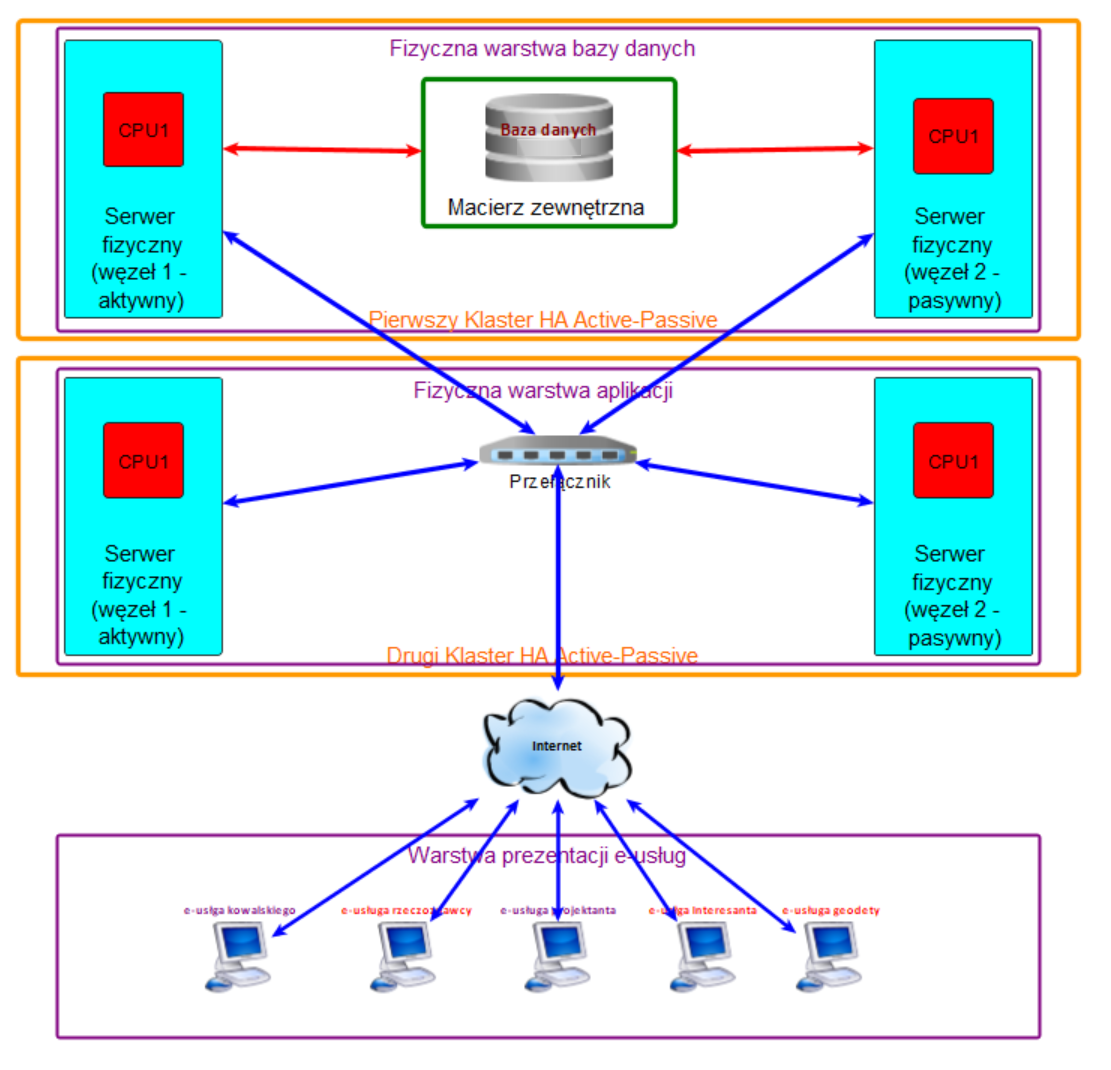 Fizyczna warstwa bazy danych
CPU1
Serwer
fizyczny
(węzeł 1 -
aktywny)
Baza danych
Macierz zewnętrzna
CPU1
Serwer
fizyczny
(węzeł 2 -
pasywny)
Pierwszy Klaster HA Active-Passive
Fizyczna warstwa aplikacji
CPU1
Serwer
fizyczny
(węzeł 1 -
aktywny)
Przełącznik
CPU1
Serwer
fizyczny
(węzeł 2 -
pasywny)
Drugi Klaster HA Active-Passive
Internet
Warstwa prezentacji e-usług
e-usłga kowalskiego
e-usługa rzeczoznawcy
e-usługa projektanta
e-usłga Interesanta
e-usługa geodety